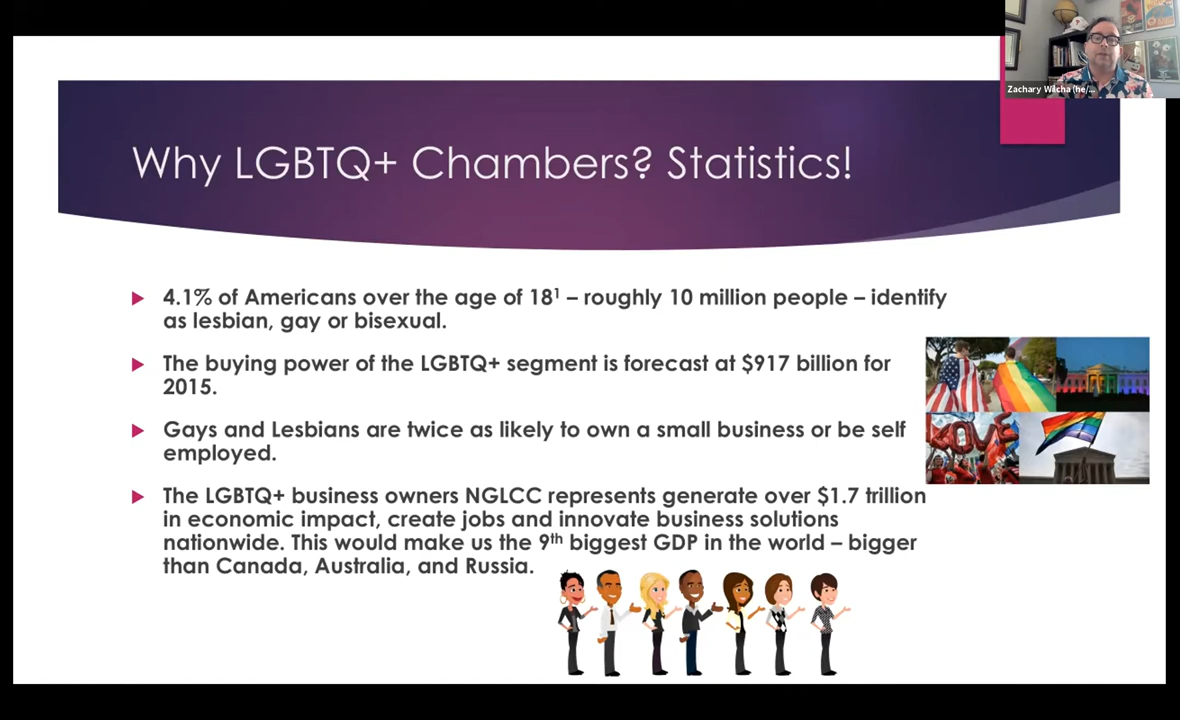 Zachary Wilcha (he/...
Why LGBTQ+ Chambers? Statistics!
4.1% of Americans over the age of 18¹ – roughly 10 million people – identify
as lesbian, gay or bisexual.
The buying power of the LGBTQ+ segment is forecast at $917 billion for
2015.
Gays and Lesbians are twice as likely to own a small business or be self
employed.
The LGBTQ+ business owners NGLCC represents generate over $1.7 trillion
in economic impact, create jobs and innovate business solutions
nationwide. This would make us the 9th biggest GDP in the world – bigger
than Canada, Australia, and Russia.
LOVE